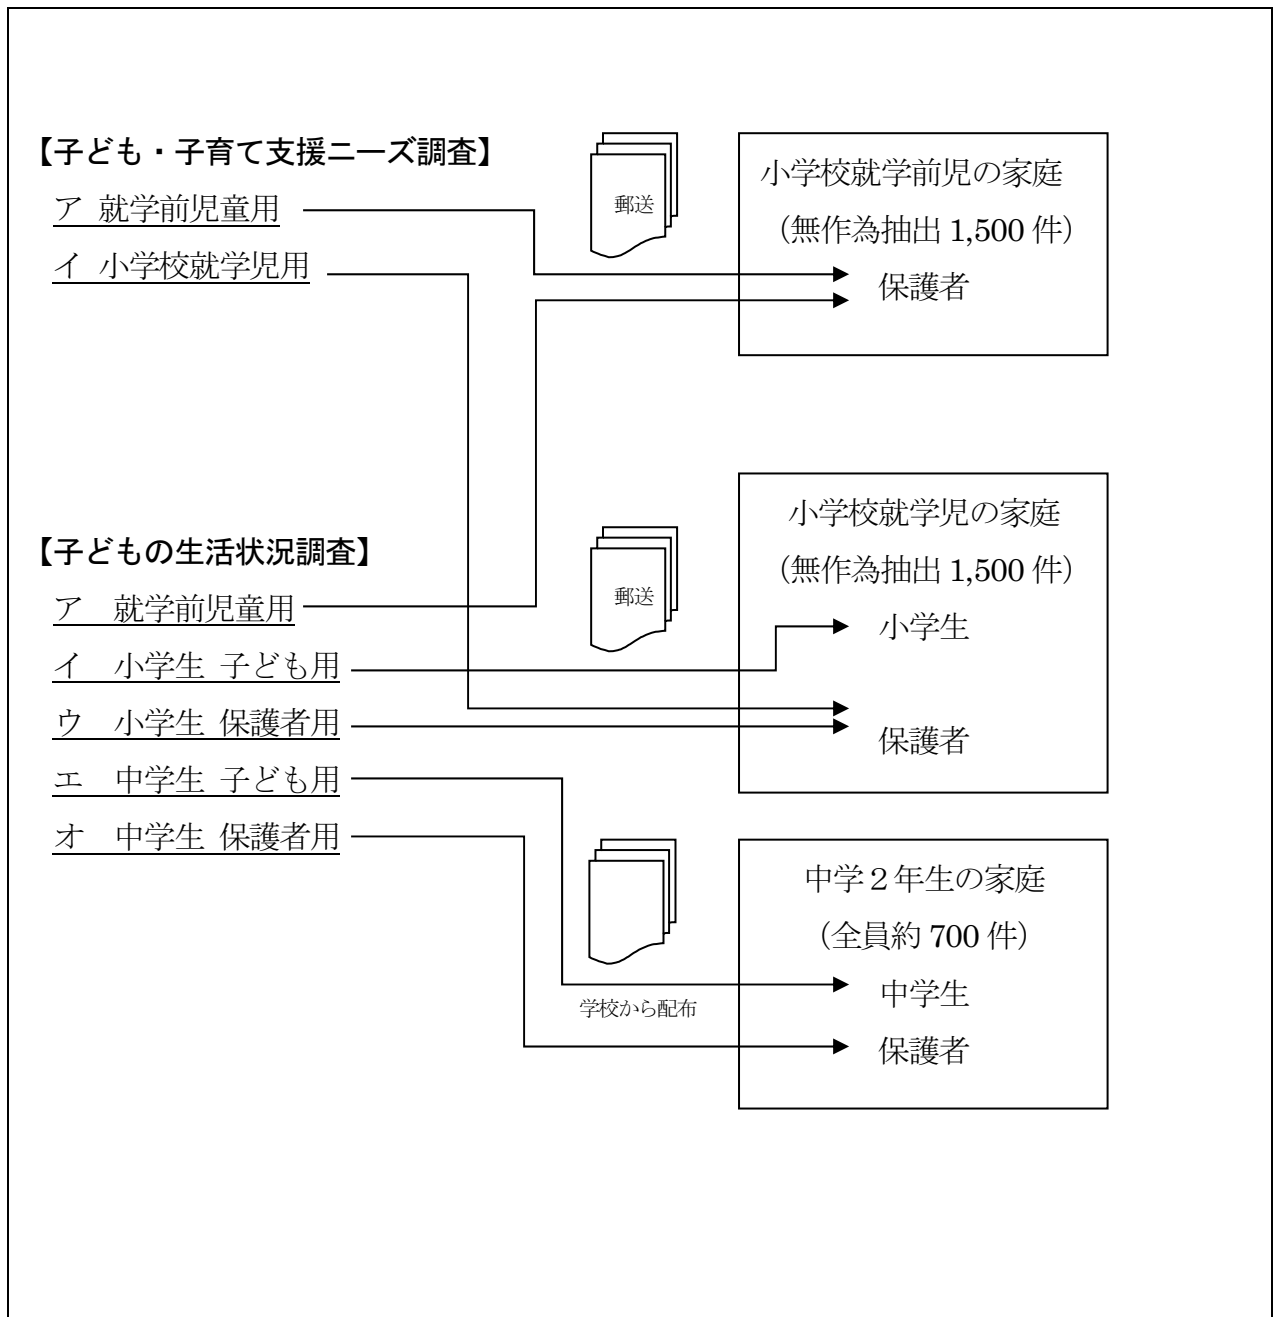 【子ども・子育て支援ニーズ調査】
ア 就学前児童用
イ 小学校就学児用
郵送
小学校就学前児の家庭
（無作為抽出 1,500 件）
保護者
【子どもの生活状況調査】
ア 就学前児童用
イ 小学生 子ども用
ウ 小学生 保護者用
エ 中学生 子ども用
オ 中学生 保護者用
郵送
小学校就学児の家庭
（無作為抽出 1,500 件）
小学生
保護者
学校から配布
中学２年生の家庭
（全員約 700 件）
中学生
保護者